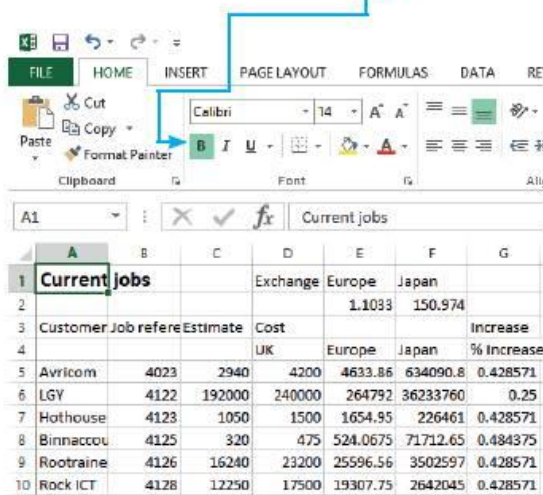 FILE HOME INSERT PAGE LAYOUT FORMULAS DATA RE
Cut
Copy
Paste
Format Painter
Clipboard
Calibri 14 A A
B I U A
Font
Ali
A1 fx Current jobs
A B C D E F G
1 Current jobs Exchange Europe Japan
2 1.1033 150.974
3 Customer Job refere Estimate Cost Increase
4 UK Europe Japan % Increase
5 Avricom 4023 2940 4200 4633.86 634090.8 0.428571
6 LGY 4122 192000 240000 264792 36233760 0.25
7 Hothouse 4123 1050 1500 1654.95 226461 0.428571
8 Binnaccou 4125 320 475 524.0675 71712.65 0.484375
9 Rootraine 4126 16240 23200 25596.56 3502597 0.428571
10 Rock ICT 4128 12250 17500 19307.75 2642045 0.428571